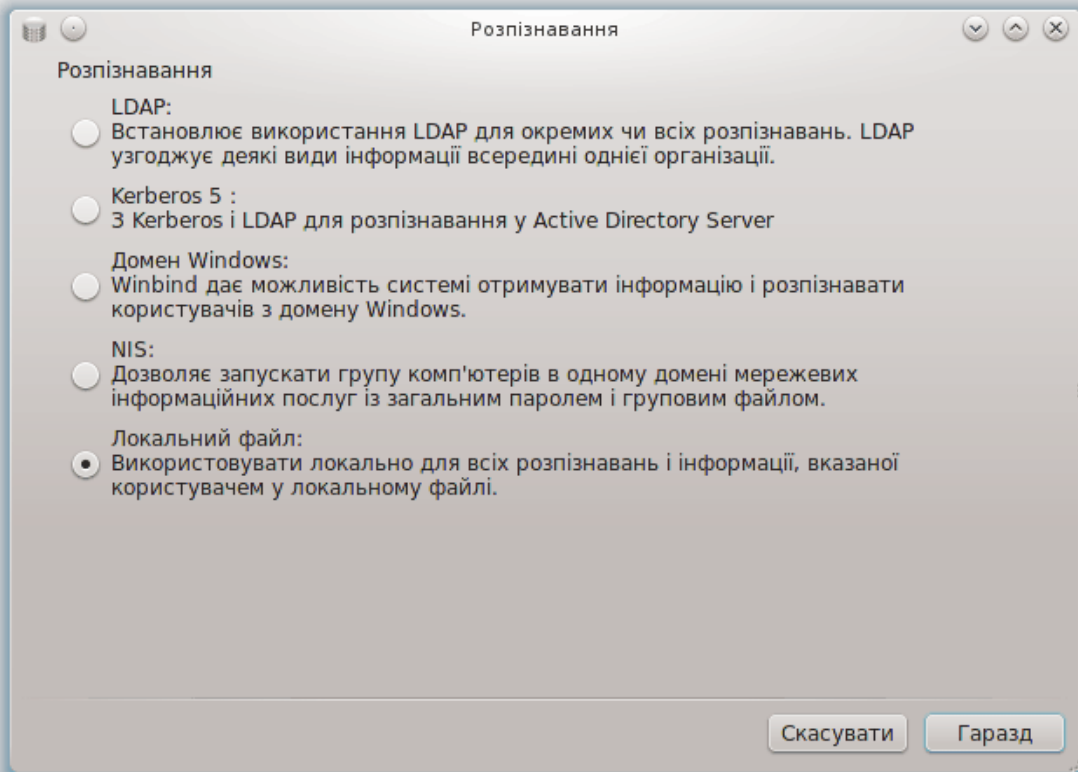 Розпізнавання
Розпізнавання
LDAP:
Встановлює використання LDAP для окремих чи всіх розпізнавань. LDAP
узгоджує деякі види інформації всередині однієї організації.
Kerberos 5 :
З Kerberos і LDAP для розпізнавання у Active Directory Server
Домен Windows:
Winbind дає можливість системі отримувати інформацію і розпізнавати
користувачів з домену Windows.
NIS:
Дозволяє запускати групу комп'ютерів в одному домені мережевих
інформаційних послуг із загальним паролем і груповим файлом.
Локальний файл:
Використовувати локально для всіх розпізнавань і інформації, вказаної
користувачем у локальному файлі.
Скасувати
Гаразд